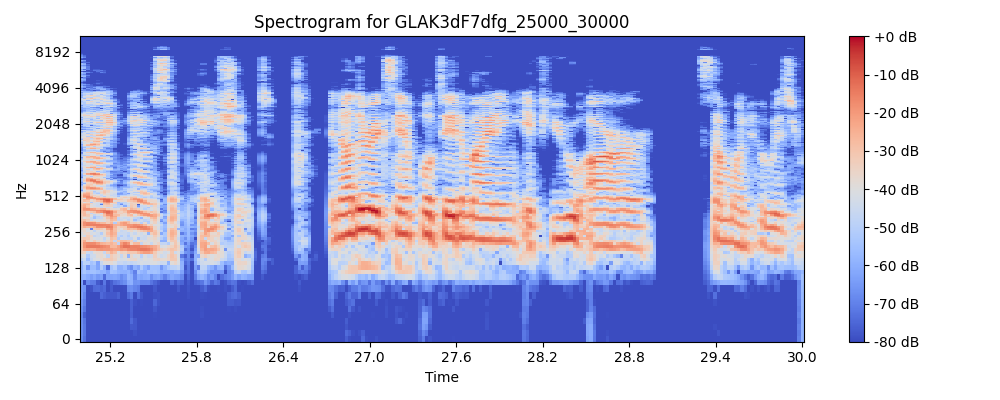 Spectrogram for GLAK3dF7dfg_25000_30000
8192
4096
2048
1024
512
256
128
64
0
Hz
25.2 25.8 26.4 27.0 27.6 28.2 28.8 29.4 30.0
Time
+0 dB
-10 dB
-20 dB
-30 dB
-40 dB
-50 dB
-60 dB
-70 dB
-80 dB